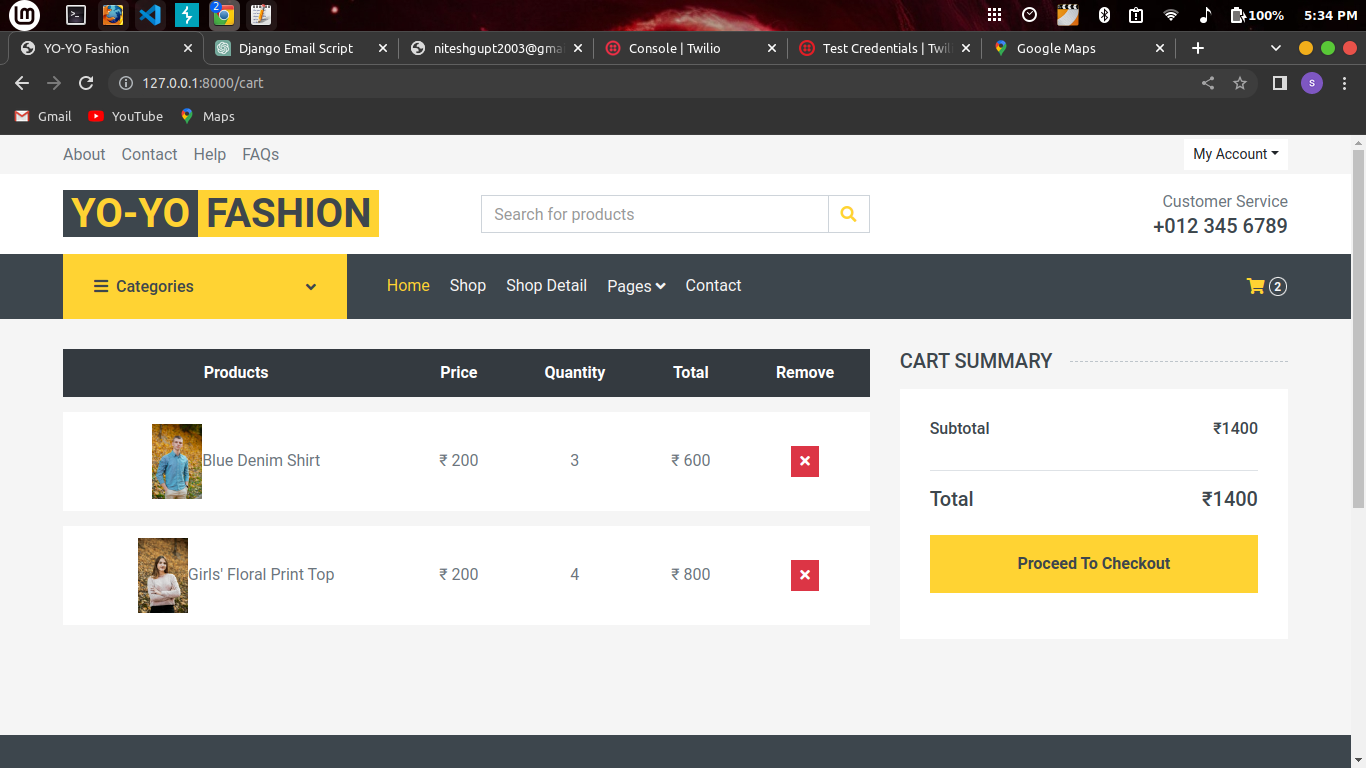 2
100%
5:34 PM
YO-YO Fashion
Django Email Script
niteshgupt2003@gma
Console | Twilio
Test Credentials | Twil
Google Maps
127.0.0.1:8000/cart
S
Gmail
YouTube
Maps
About
Contact
Help
FAQs
My Account
YO-YO FASHION
Search for products
Customer Service
+012 345 6789
Categories
Home
Shop
Shop Detail
Pages
Contact
2
Products
Price
Quantity
Total
Remove
Blue Denim Shirt
₹ 200
3
₹ 600
Girls' Floral Print Top
₹ 200
4
₹ 800
CART SUMMARY
Subtotal
₹1400
Total
₹1400
Proceed To Checkout